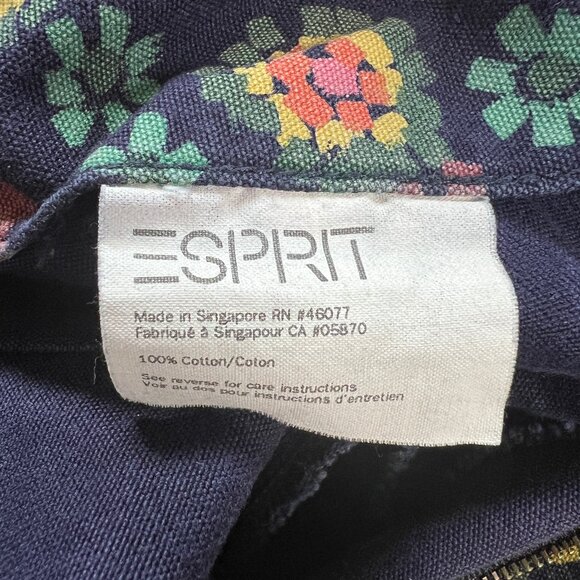 ESPRIT
Made in Singapore RN #46077
Fabriqué à Singapour CA #05870
100% Cotton/Coton
See reverse for care instructions
Voir au dos pour instructions d'entretien